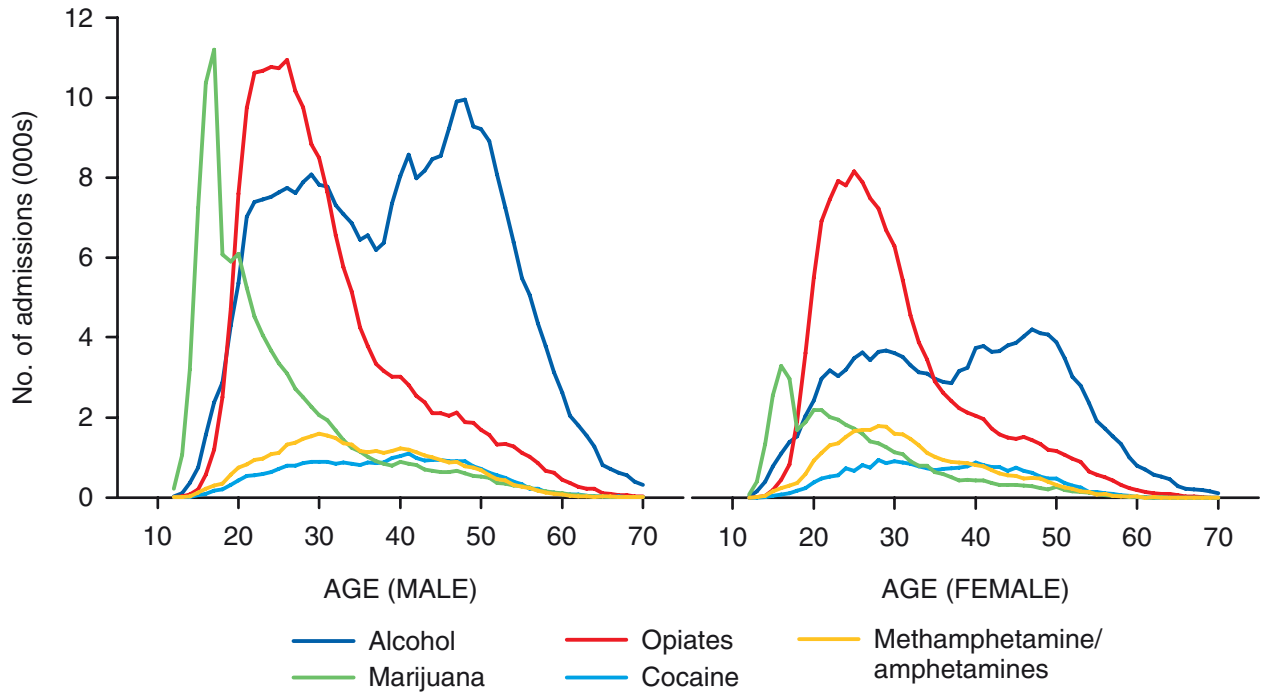 No. of admissions (000s)
12
10
8
6
4
2
0
10 20 30 40 50 60 70
10 20 30 40 50 60 70
AGE (MALE)
AGE (FEMALE)
Alcohol
Opiates
Methamphetamine/
amphetamines
Marijuana
Cocaine